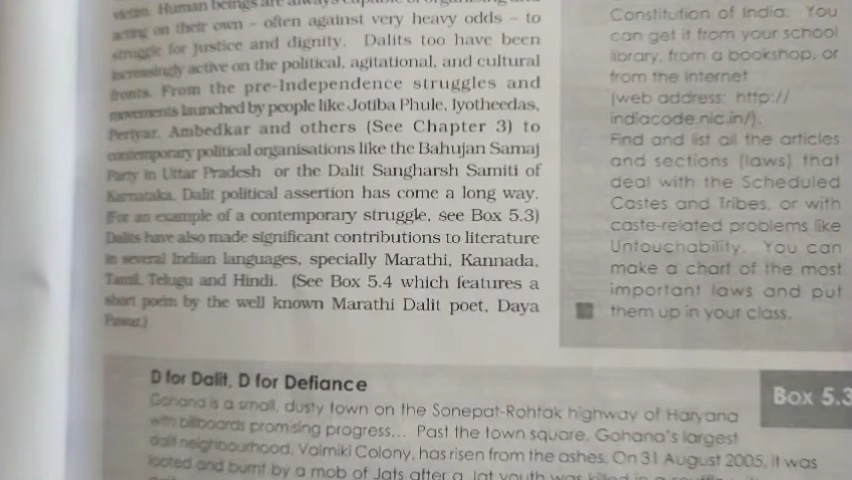 victim. Human beings are always capable of organising and
acting on their own – often against very heavy odds – to
struggle for justice and dignity. Dalits too have been
increasingly active on the political, agitational, and cultural
fronts. From the pre-Independence struggles and
movements launched by people like Jotiba Phule, Iyotheedas,
Periyar, Ambedkar and others (See Chapter 3) to
contemporary political organisations like the Bahujan Samaj
Party in Uttar Pradesh or the Dalit Sangharsh Samiti of
Karnataka, Dalit political assertion has come a long way.
(For an example of a contemporary struggle, see Box 5.3)
Dalits have also made significant contributions to literature
in several Indian languages, specially Marathi, Kannada,
Tamil, Telugu and Hindi. (See Box 5.4 which features a
short poem by the well known Marathi Dalit poet, Daya
Pawar.)
Constitution of India. You
can get it from your school
library, from a bookshop, or
from the Internet
(web address: http://
indiacode.nic.in/).
Find and list all the articles
and sections (laws) that
deal with the Scheduled
Castes and Tribes, or with
caste-related problems like
Untouchability. You can
make a chart of the most
important laws and put
them up in your class.
D for Dalit, D for Defiance
Box 5.3
Gohana is a small, dusty town on the Sonepat-Rohtak highway of Haryana
with billboards promising progress... Past the town square, Gohana's largest
dalit neighbourhood, Valmiki Colony, has risen from the ashes. On 31 August 2005, it was
looted and burnt by a mob of Jats after a Jat youth was killed in a